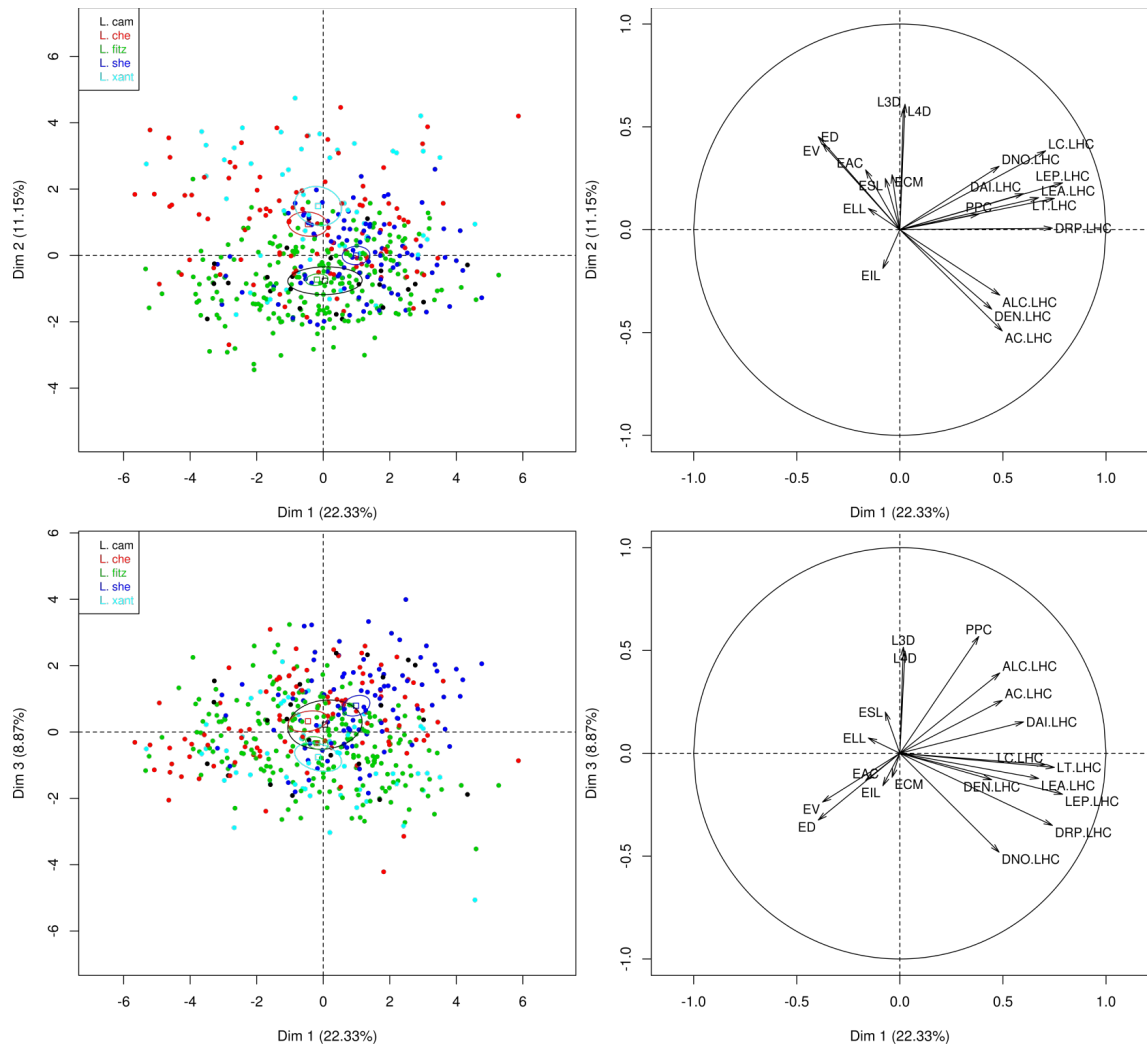 L. cam
L. che
L. fitz
L. she
L. xant
6
4
2
0
-2
-4
Dim 2 (11.15%)
-6
-4
-2
0
2
4
6
Dim 1 (22.33%)
1.0
0.5
0.0
-0.5
-1.0
Dim 2 (11.15%)
L3D
L4D
ED
EV
EAC
ESL
ECM
ELL
EIL
LC.LHC
DNO.LHC
LEP.LHC
DAI.LHC
LEA.LHC
LT.LHC
PPC
DRP.LHC
ALC.LHC
DEN.LHC
AC.LHC
-1.0
-0.5
0.0
0.5
1.0
Dim 1 (22.33%)
L. cam
L. che
L. fitz
L. she
L. xant
6
4
2
0
-2
-4
-6
Dim 3 (8.87%)
-6
-4
-2
0
2
4
6
Dim 1 (22.33%)
1.0
0.5
0.0
-0.5
-1.0
Dim 3 (8.87%)
PPC
L3D
L4D
ALC.LHC
AC.LHC
ESL
DAI.LHC
ELL
LC.LHC
LT.LHC
EAC
ECM
EIL
DEN.LHC
LEA.LHC
LEP.LHC
EV
ED
DRP.LHC
DNO.LHC
-1.0
-0.5
0.0
0.5
1.0
Dim 1 (22.33%)